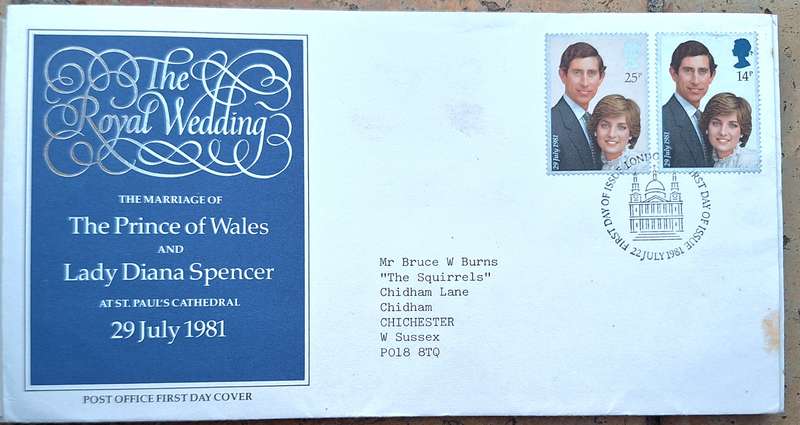 The
Royal Wedding
THE MARRIAGE OF
The Prince of Wales
AND
Lady Diana Spencer
AT ST. PAUL'S CATHEDRAL
29 July 1981
POST OFFICE FIRST DAY COVER
25P
29 July 1981
14P
29 July 1981
FIRST DAY OF ISSUE LONDON FIRST DAY OF ISSUE
22 JULY 1981
Mr Bruce W Burns
"The Squirrels"
Chidham Lane
Chidham
CHICHESTER
W Sussex
PO18 8TQ